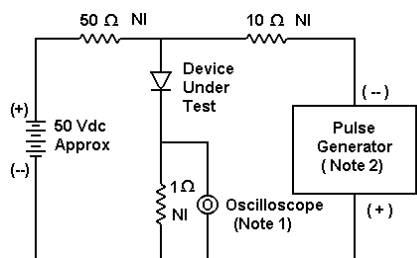 50 Ω NI
10 Ω NI
Device
Under
Test
(+)
50 Vdc
Approx
(--)
1Ω
NI
Oscilloscope
(Note 1)
(--)
Pulse
Generator
( Note 2)
(+)